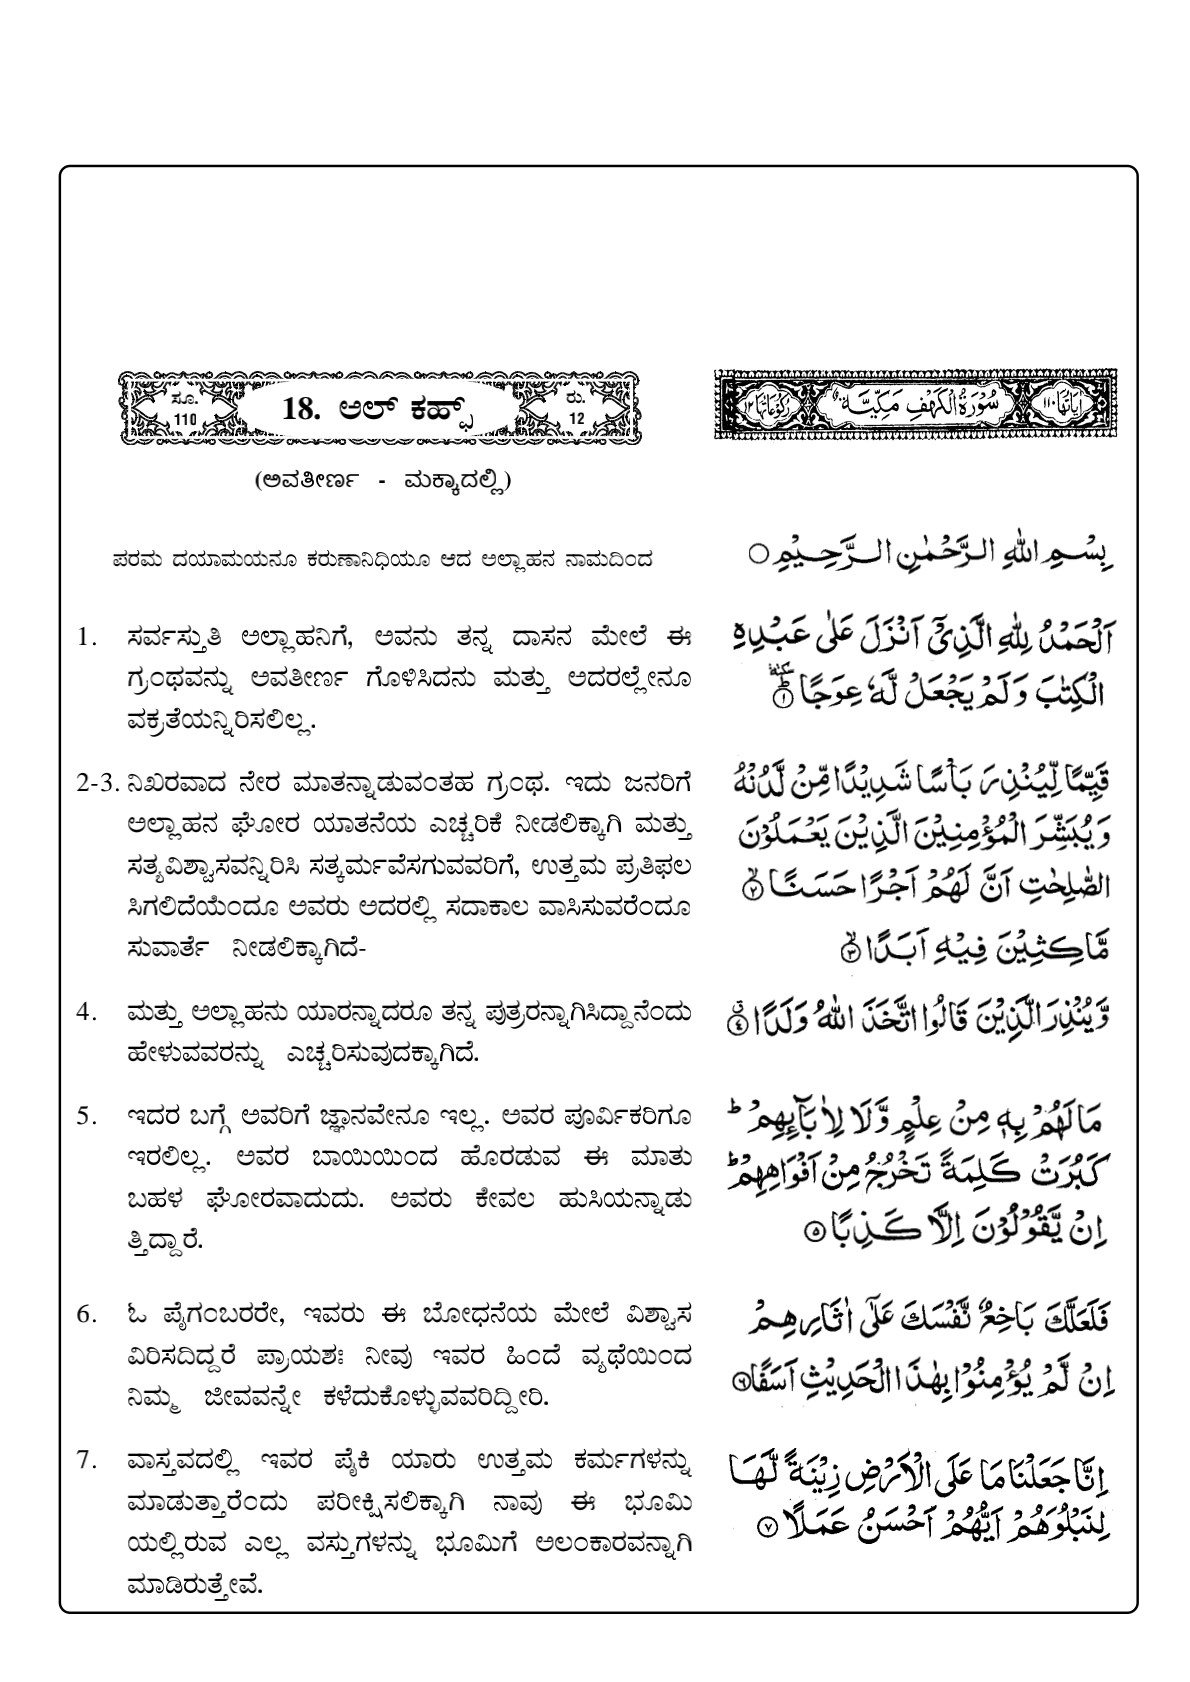 ಸೂ.
110
18. ಅಲ್ ಕಹ್ಫ್
ರು.
12
(ಅವತೀರ್ಣ - ಮಕ್ಕಾದಲ್ಲಿ)
ಪರಮ ದಯಾಮಯನೂ ಕರುಣಾನಿಧಿಯೂ ಆದ ಅಲ್ಲಾಹನ ನಾಮದಿಂದ
1. ಸರ್ವಸ್ತುತಿ ಅಲ್ಲಾಹನಿಗೆ, ಅವನು ತನ್ನ ದಾಸನ ಮೇಲೆ ಈ
ಗ್ರಂಥವನ್ನು ಅವತೀರ್ಣ ಗೊಳಿಸಿದನು ಮತ್ತು ಅದರಲ್ಲೇನೂ
ವಕ್ರತೆಯನ್ನಿರಿಸಲಿಲ್ಲ.
2-3. ನಿಖರವಾದ ನೇರ ಮಾತನ್ನಾಡುವಂತಹ ಗ್ರಂಥ. ಇದು ಜನರಿಗೆ
ಅಲ್ಲಾಹನ ಘೋರ ಯಾತನೆಯ ಎಚ್ಚರಿಕೆ ನೀಡಲಿಕ್ಕಾಗಿ ಮತ್ತು
ಸತ್ಯವಿಶ್ವಾಸವನ್ನಿರಿಸಿ ಸತ್ಕರ್ಮವೆಸಗುವವರಿಗೆ, ಉತ್ತಮ ಪ್ರತಿಫಲ
ಸಿಗಲಿದೆಯೆಂದೂ ಅವರು ಅದರಲ್ಲಿ ಸದಾಕಾಲ ವಾಸಿಸುವರೆಂದೂ
ಸುವಾರ್ತೆ ನೀಡಲಿಕ್ಕಾಗಿದೆ-
4. ಮತ್ತು ಅಲ್ಲಾಹನು ಯಾರನ್ನಾದರೂ ತನ್ನ ಪುತ್ರರನ್ನಾಗಿಸಿದ್ದಾನೆಂದು
ಹೇಳುವವರನ್ನು ಎಚ್ಚರಿಸುವುದಕ್ಕಾಗಿದೆ.
5. ಇದರ ಬಗ್ಗೆ ಅವರಿಗೆ ಜ್ಞಾನವೇನೂ ಇಲ್ಲ. ಅವರ ಪೂರ್ವಿಕರಿಗೂ
ಇರಲಿಲ್ಲ. ಅವರ ಬಾಯಿಯಿಂದ ಹೊರಡುವ ಈ ಮಾತು
ಬಹಳ ಘೋರವಾದುದು. ಅವರು ಕೇವಲ ಹುಸಿಯನ್ನಾಡು
ತ್ತಿದ್ದಾರೆ.
6. ಓ ಪೈಗಂಬರರೇ, ಇವರು ಈ ಬೋಧನೆಯ ಮೇಲೆ ವಿಶ್ವಾಸ
ವಿರಿಸದಿದ್ದರೆ ಪ್ರಾಯಶಃ ನೀವು ಇವರ ಹಿಂದೆ ವ್ಯಥೆಯಿಂದ
ನಿಮ್ಮ ಜೀವವನ್ನೇ ಕಳೆದುಕೊಳ್ಳುವವರಿದ್ದೀರಿ.
7. ವಾಸ್ತವದಲ್ಲಿ ಇವರ ಪೈಕಿ ಯಾರು ಉತ್ತಮ ಕರ್ಮಗಳನ್ನು
ಮಾಡುತ್ತಾರೆಂದು ಪರೀಕ್ಷಿಸಲಿಕ್ಕಾಗಿ ನಾವು ಈ ಭೂಮಿ
ಯಲ್ಲಿರುವ ಎಲ್ಲ ವಸ್ತುಗಳನ್ನು ಭೂಮಿಗೆ ಅಲಂಕಾರವನ್ನಾಗಿ
ಮಾಡಿರುತ್ತೇವೆ.
اٰيَاتُهَا ١١٠ سُوْرَةُ الْكَهْفِ مَكِّيَّةٌ رُكُوْعَاتُهَا ١٢
بِسْمِ اللّٰهِ الرَّحْمٰنِ الرَّحِيْمِ ○
اَلْحَمْدُ لِلّٰهِ الَّذِىْٓ اَنْزَلَ عَلٰى عَبْدِهِ
الْكِتٰبَ وَلَمْ يَجْعَلْ لَّهٗ عِوَجًا ١
قَيِّمًا لِّيُنْذِرَ بَاْسًا شَدِيْدًا مِّنْ لَّدُنْهُ
وَيُبَشِّرَ الْمُؤْمِنِيْنَ الَّذِيْنَ يَعْمَلُوْنَ
الصّٰلِحٰتِ اَنَّ لَهُمْ اَجْرًا حَسَنًا ٢
مَّاكِثِيْنَ فِيْهِ اَبَدًا ٣
وَّيُنْذِرَ الَّذِيْنَ قَالُوا اتَّخَذَ اللّٰهُ وَلَدًا ٤
مَا لَهُمْ بِهٖ مِنْ عِلْمٍ وَّلَا لِاٰبَآىِٕهِمْ ؕ
كَبُرَتْ كَلِمَةً تَخْرُجُ مِنْ اَفْوَاهِهِمْ ؕ
اِنْ يَّقُوْلُوْنَ اِلَّا كَذِبًا ٥
فَلَعَلَّكَ بَاخِعٌ نَّفْسَكَ عَلٰٓى اٰثَارِهِمْ
اِنْ لَّمْ يُؤْمِنُوْا بِهٰذَا الْحَدِيْثِ اَسَفًا ٦
اِنَّا جَعَلْنَا مَا عَلَى الْاَرْضِ زِيْنَةً لَّهَا
لِنَبْلُوَهُمْ اَيُّهُمْ اَحْسَنُ عَمَلًا ٧